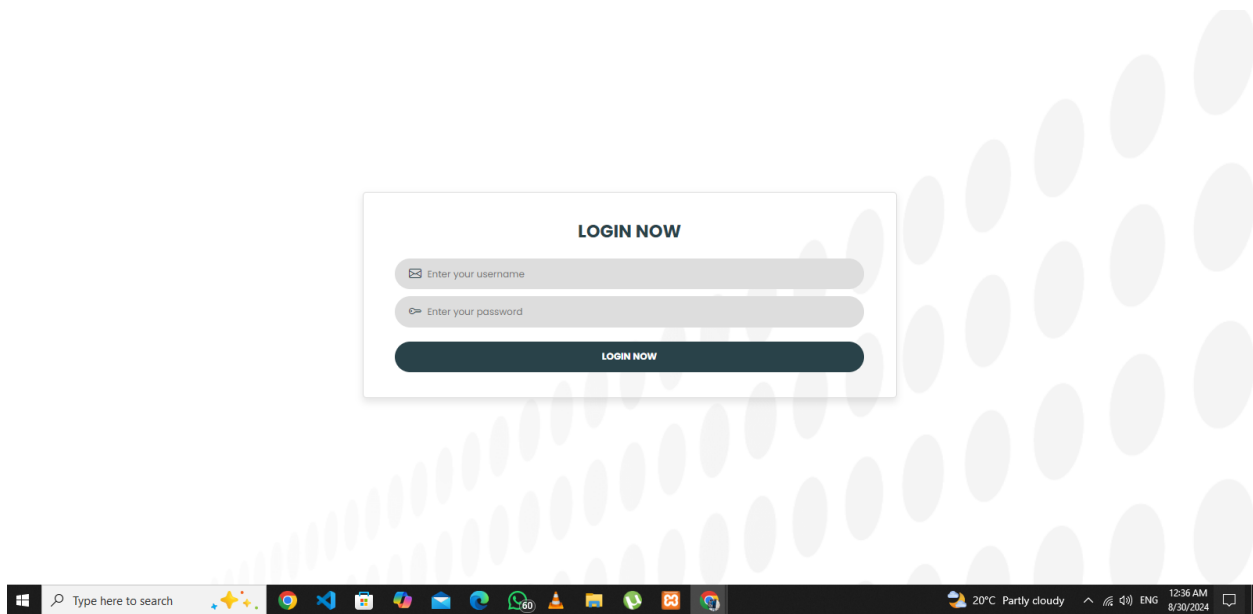 LOGIN NOW
Enter your username
Enter your password
LOGIN NOW
Type here to search
60
20°C Partly cloudy
ENG
12:36 AM
8/30/2024